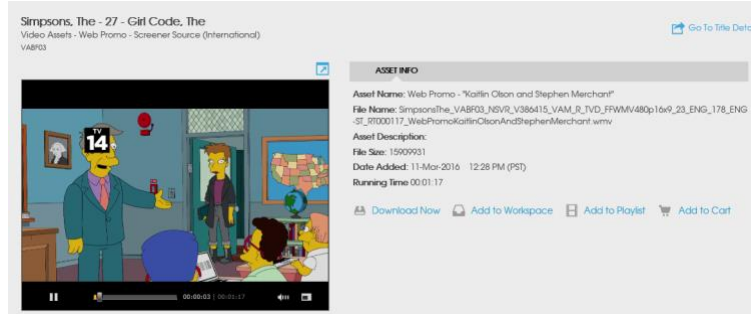 Simpsons, The - 27 - Girl Code, The
Video Assets - Web Promo - Screener Source (International)
VABF03
Go To Title Deta
ASSET INFO
Asset Name: Web Promo - "Kaitlin Olson and Stephen Merchant"
File Name: SimpsonsThe_VABF03_NSVR_V386415_VAM_R_TVD_FFWMV480p16x9_23_ENG_178_ENG
-ST_RT000117_WebPromoKaitlinOlsonAndStephenMerchant.wmv
Asset Description:
File Size: 15909931
Date Added: 11-Mar-2016 12:28 PM (PST)
Running Time 00:01:17
Download Now Add to Workspace Add to Playlist Add to Cart
TV
14
00:00:03 | 00:01:17